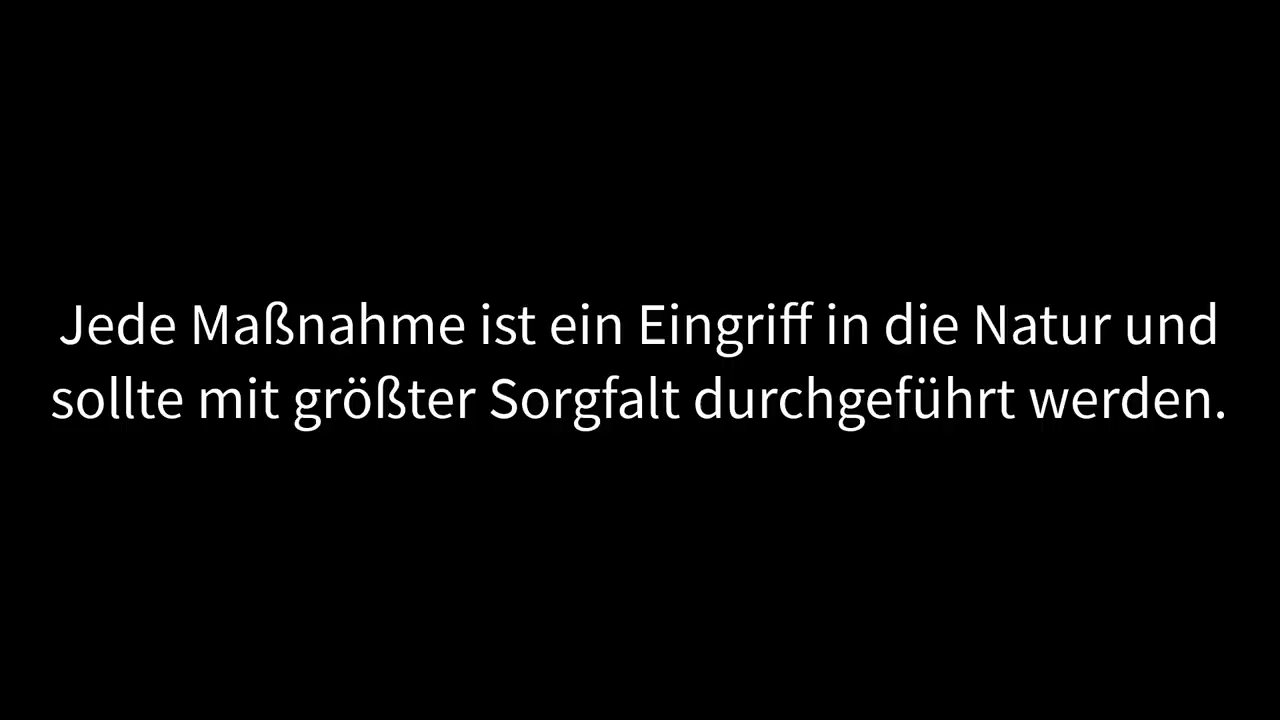 Jede Maßnahme ist ein Eingriff in die Natur und
sollte mit größter Sorgfalt durchgeführt werden.